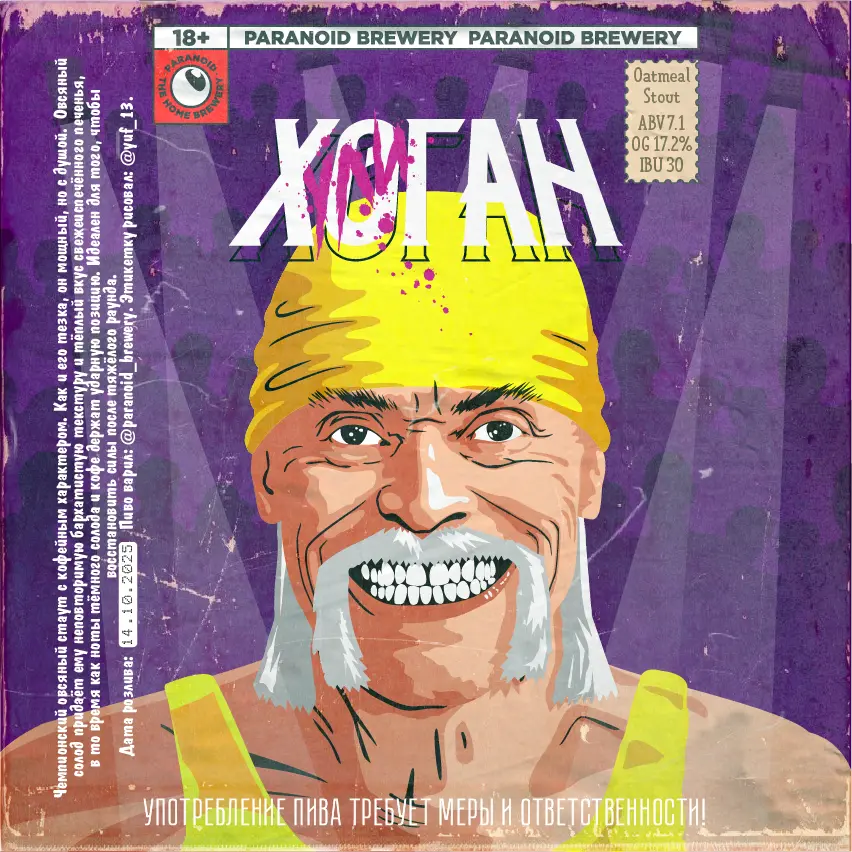 18+ PARANOID BREWERY PARANOID BREWERY
PARANOID
THE HOME BREWERY
Oatmeal
Stout
ABV 7.1
OG 17.2%
IBU 30
ХОГАН
УЛИ
Чемпионский овсяный стаут с кофейным характером. Как и его тезка, он мощный, но с душой. Овсяный
солод придаёт ему неповторимую бархатистую текстуру и тёплый вкус свежеиспечённого печенья,
в то время как ноты тёмного солода и кофе держат ударную позицию. Идеален для того, чтобы
восстановить силы после тяжёлого раунда.
Дата розлива: 14.10.2025 Пиво варил: @paranoid_brewery. Этикетку рисовал: @yuf_13.
УПОТРЕБЛЕНИЕ ПИВА ТРЕБУЕТ МЕРЫ И ОТВЕТСТВЕННОСТИ!